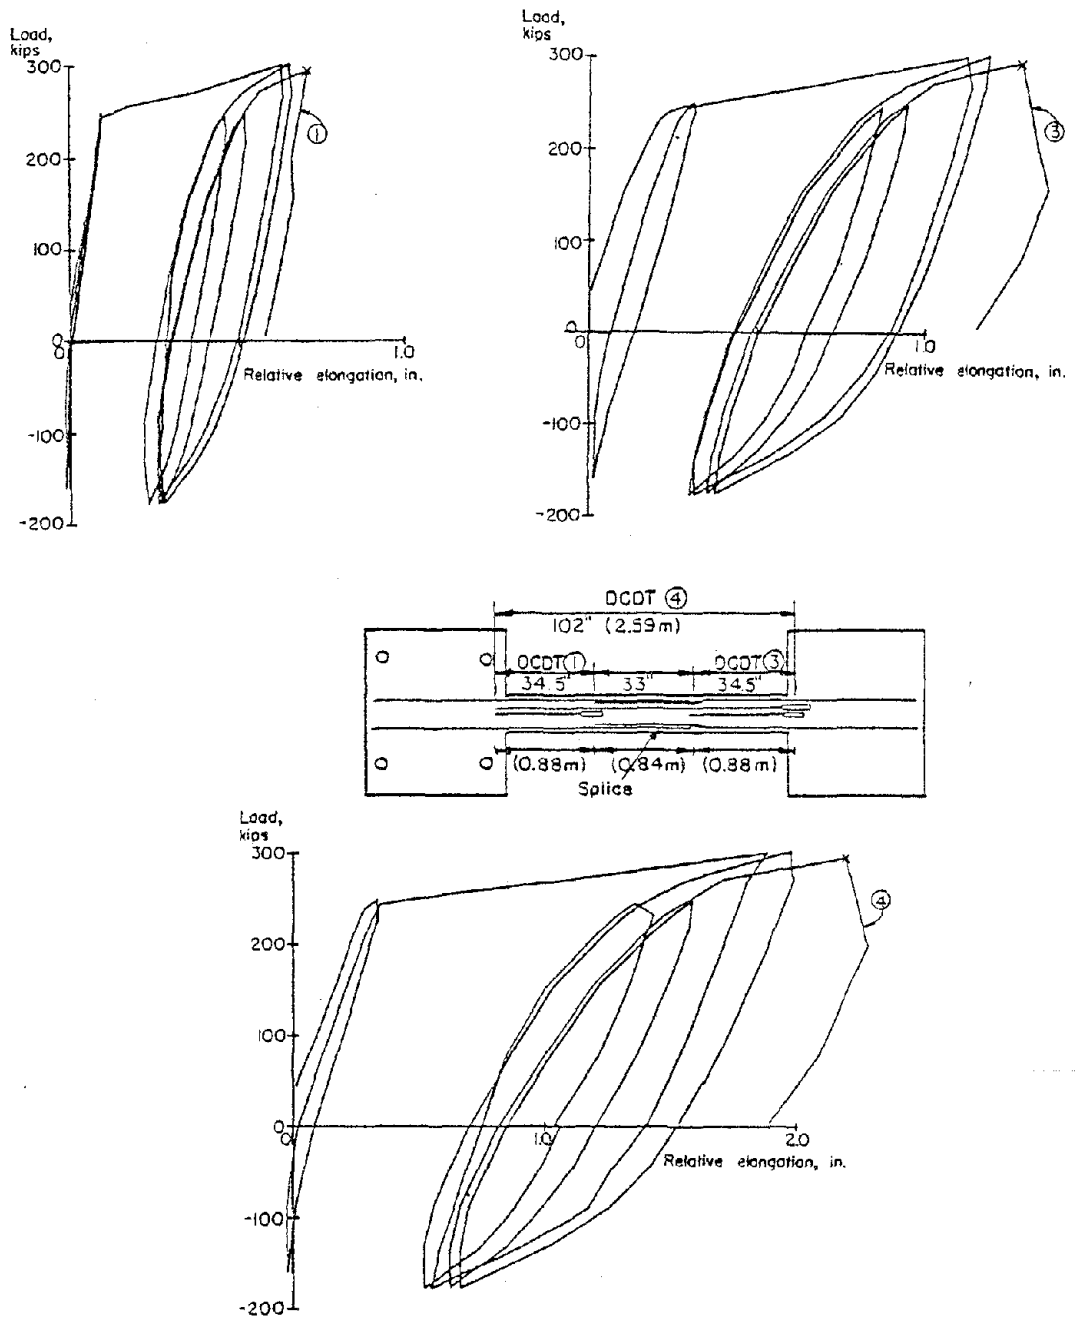 Load,
kips
300
200
100
0
0
-100
-200
1.0
Relative elongation, in.
①
Load,
kips
300
200
100
0
0
-100
-200
1.0
Relative elongation, in.
③
DCDT ④
102" (2.59m)
DCDT ① DCDT ③
34.5" 33" 34.5"
(0.88m) (0.84m) (0.88m)
Splice
Load,
kips
300
200
100
0
0
-100
-200
1.0
2.0
Relative elongation, in.
④